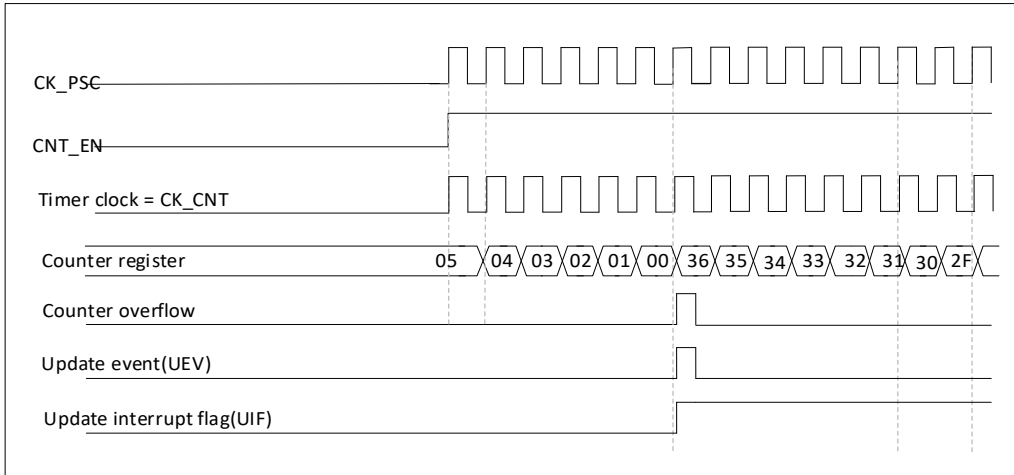 CK_PSC
CNT_EN
Timer clock = CK_CNT
Counter register 05 04 03 02 01 00 36 35 34 33 32 31 30 2F
Counter overflow
Update event(UEV)
Update interrupt flag(UIF)